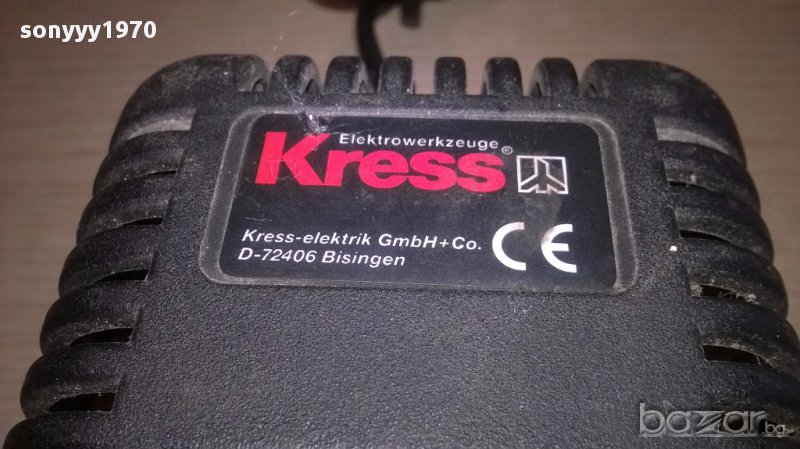 sonyyy1970
Elektrowerkzeuge
Kress®
Kress-elektrik GmbH+Co.
D-72406 Bisingen
CE
bazar.bg